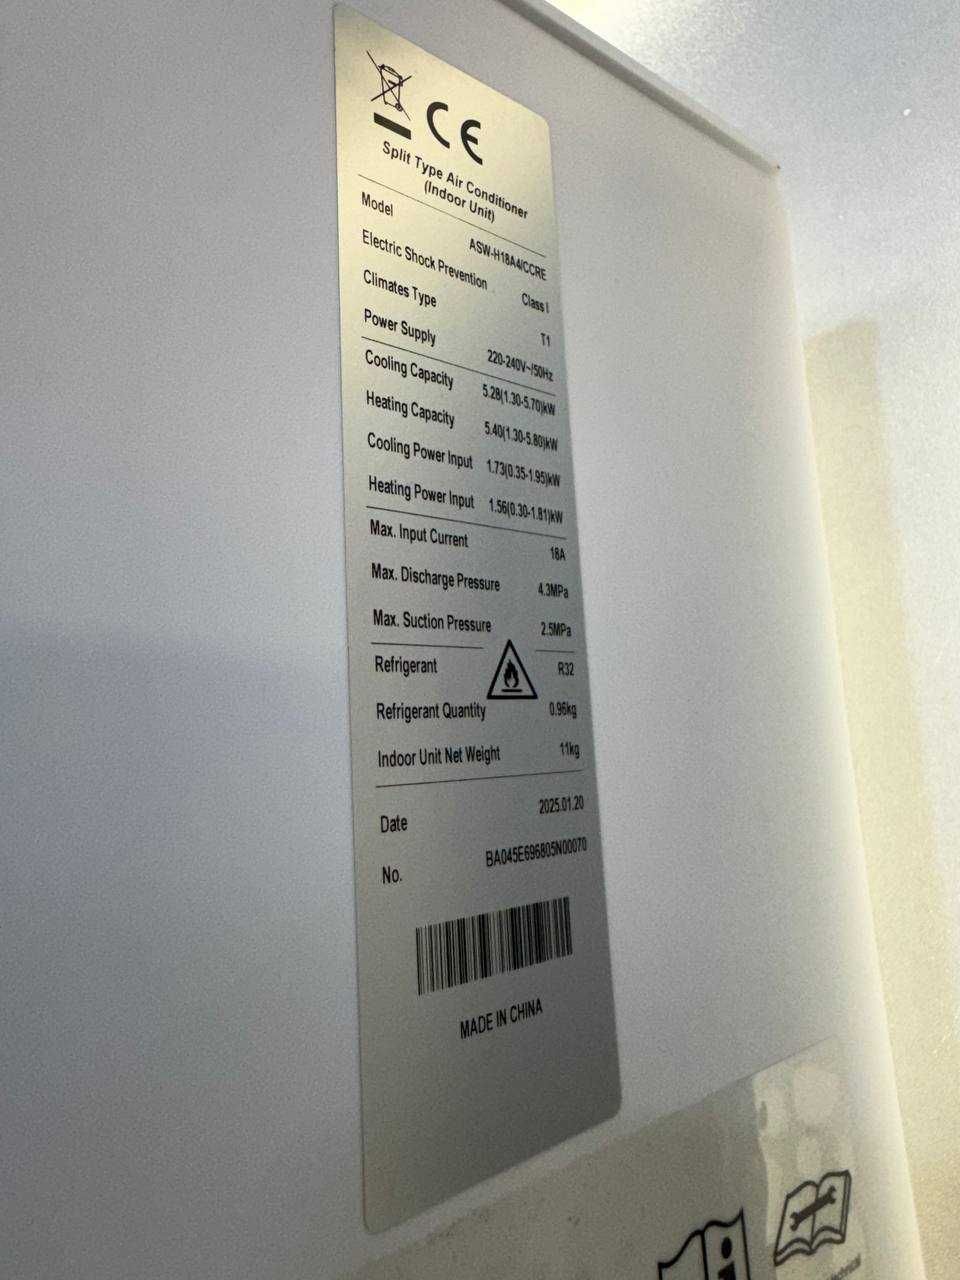 CE
Split Type Air Conditioner
(Indoor Unit)
Model ASW-H18A4/CCRE
Electric Shock Prevention Class I
Climates Type T1
Power Supply 220-240V~/50Hz
Cooling Capacity 5.28(1.30-5.70)kW
Heating Capacity 5.40(1.30-5.80)kW
Cooling Power Input 1.73(0.35-1.95)kW
Heating Power Input 1.56(0.30-1.81)kW
Max. Input Current 18A
Max. Discharge Pressure 4.3MPa
Max. Suction Pressure 2.5MPa
Refrigerant R32
Refrigerant Quantity 0.96kg
Indoor Unit Net Weight 11kg
Date 2025.01.20
No. BA045E696805N00070
MADE IN CHINA